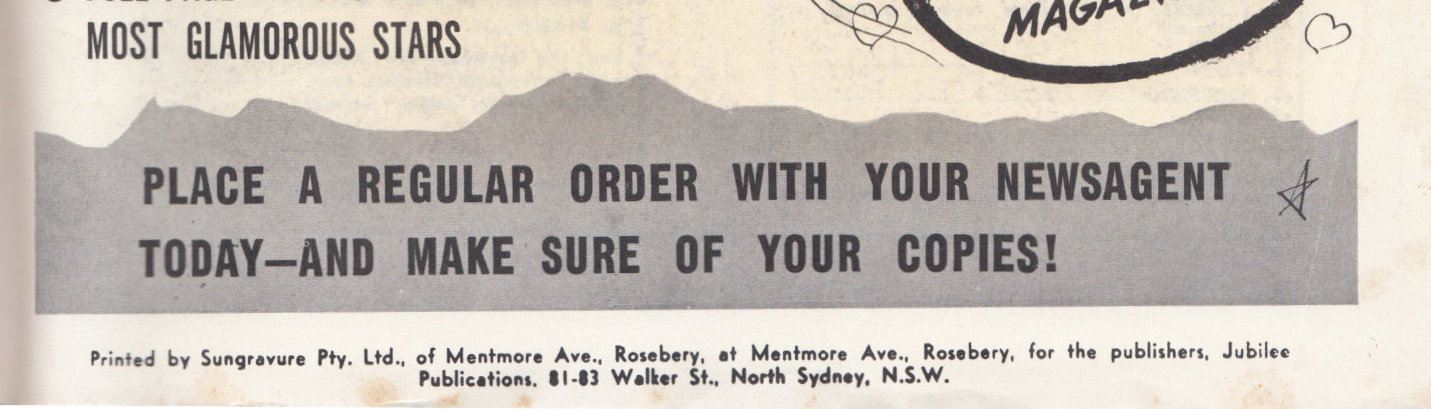 MOST GLAMOROUS STARS
PLACE A REGULAR ORDER WITH YOUR NEWSAGENT
TODAY—AND MAKE SURE OF YOUR COPIES!
Printed by Sungravure Pty. Ltd., of Mentmore Ave., Rosebery, at Mentmore Ave., Rosebery, for the publishers, Jubilee
Publications, 81-83 Walker St., North Sydney, N.S.W.